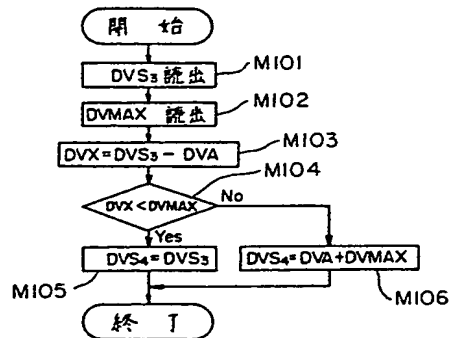 開始
DVS₃ 読出
M101
DVMAX 読出
M102
DVX=DVS₃-DVA
M103
DVX<DVMAX
M104
No
Yes
DVS₄=DVS₃
M105
DVS₄=DVA+DVMAX
M106
終了